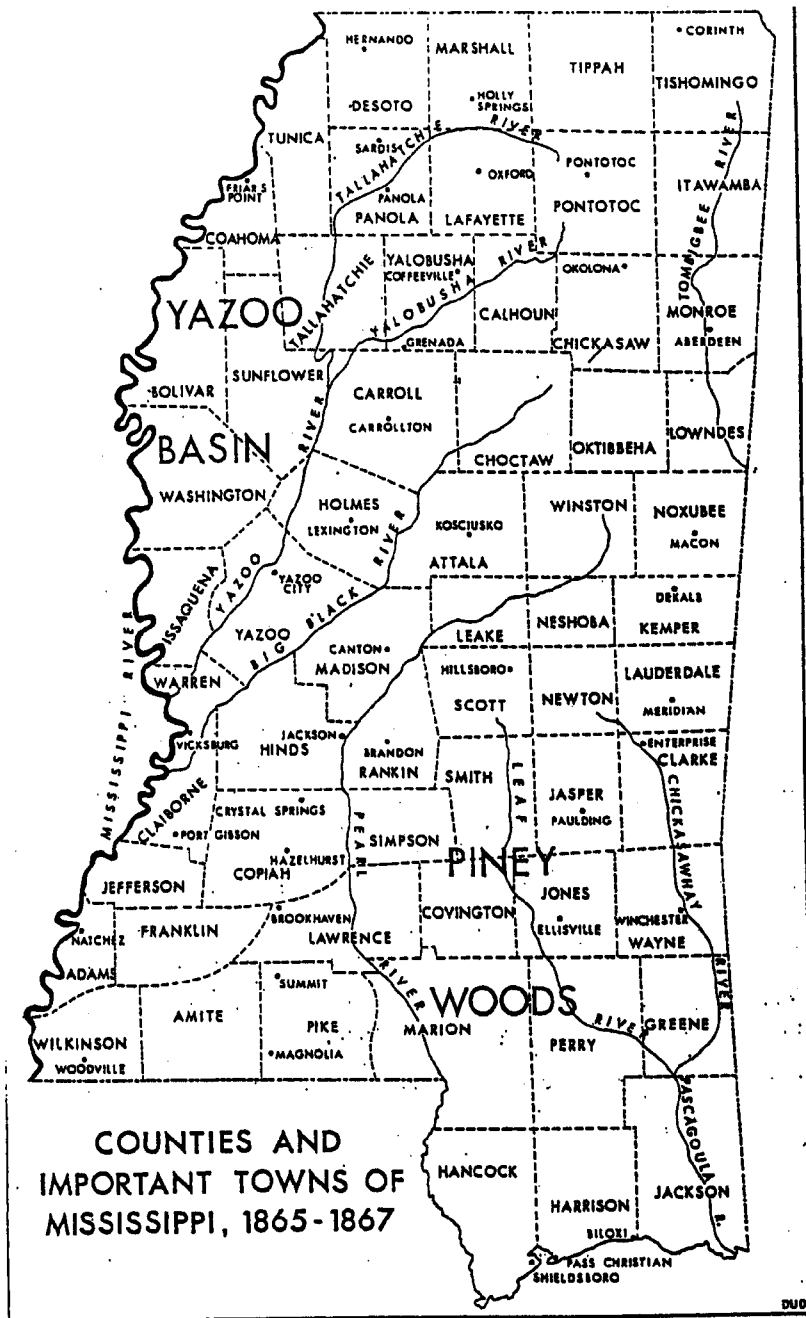 HERNANDO
MARSHALL
CORINTH
TIPPAH
TISHOMINGO
DESOTO
HOLLY
SPRINGS
TUNICA
SARDIS
TALLAHATCHIE RIVER
PONTOTOC
OXFORD
FRIARS
POINT
PANOLA
PANOLA
LAFAYETTE
PONTOTOC
ITAWAMBA
TOMBIGBEE RIVER
COAHOMA
TALLAHATCHIE
YALOBUSHA
COFFEEVILLE
YALOBUSHA RIVER
OKOLONA
YAZOO
CALHOUN
MONROE
GRENADA
CHICKASAW
ABERDEEN
BOLIVAR
SUNFLOWER
CARROLL
CARROLLTON
BASIN
CHOCTAW
OKTIBBEHA
LOWNDES
WASHINGTON
HOLMES
LEXINGTON
KOSCIUSKO
ATTALA
WINSTON
NOXUBEE
MACON
YAZOO RIVER
YAZOO
CITY
ISSAQUENA
YAZOO
BIG BLACK RIVER
LEAKE
NESHOBA
DEKALB
KEMPER
CANTON
MADISON
WARREN
HILLSBORO
SCOTT
NEWTON
LAUDERDALE
MERIDIAN
MISSISSIPPI RIVER
VICKSBURG
JACKSON
HINDS
BRANDON
RANKIN
SMITH
LEAF
ENTERPRISE
CLARKE
JASPER
PAULDING
CHICKASAWHAY
RIVER
CLAIBORNE
PORT GIBSON
CRYSTAL SPRINGS
PEARL
SIMPSON
HAZELHURST
COPIAH
PINEY
JEFFERSON
JONES
COVINGTON
ELLISVILLE
WINCHESTER
WAYNE
NATCHEZ
FRANKLIN
BROOKHAVEN
LAWRENCE
ADAMS
SUMMIT
RIVER
WOODS
AMITE
PIKE
MARION
RIVER
GREENE
PERRY
WILKINSON
WOODVILLE
MAGNOLIA
PASCAGOULA R.
COUNTIES AND
IMPORTANT TOWNS OF
MISSISSIPPI, 1865-1867
HANCOCK
HARRISON
JACKSON
BILOXI
PASS CHRISTIAN
SHIELDSBORO